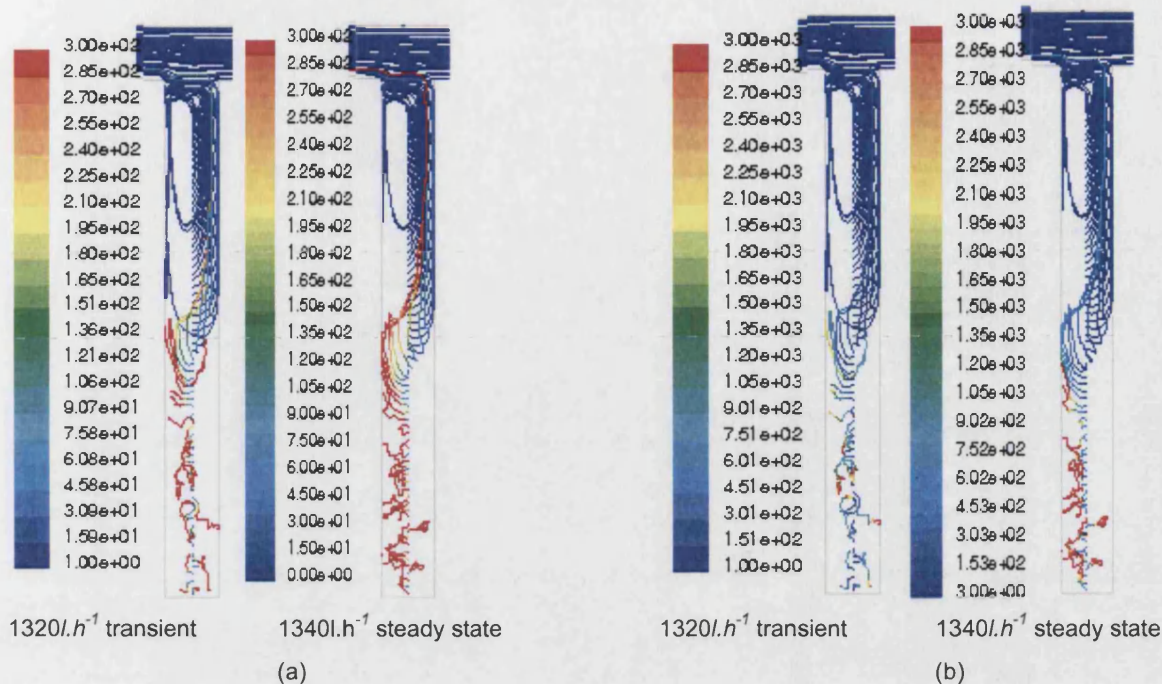 3.00e+02
2.85e+02
2.70e+02
2.55e+02
2.40e+02
2.25e+02
2.10e+02
1.95e+02
1.80e+02
1.65e+02
1.51e+02
1.36e+02
1.21e+02
1.06e+02
9.07e+01
7.58e+01
6.08e+01
4.58e+01
3.09e+01
1.59e+01
1.00e+00
1320l.h⁻¹ transient
3.00e+02
2.85e+02
2.70e+02
2.55e+02
2.40e+02
2.10e+02
1.95e+02
1.80e+02
1.65e+02
1.50e+02
1.35e+02
1.20e+02
1.05e+02
9.00e+01
7.50e+01
6.00e+01
4.50e+01
3.00e+01
1.50e+01
0.00e+00
1340l.h⁻¹ steady state
(a)
3.00e+03
2.85e+03
2.70e+03
2.55e+03
2.40e+03
2.25e+03
2.10e+03
1.95e+03
1.80e+03
1.65e+03
1.50e+03
1.35e+03
1.20e+03
1.05e+03
9.01e+02
7.51e+02
6.01e+02
4.51e+02
3.01e+02
1.51e+02
1.00e+00
1320l.h⁻¹ transient
3.00e+03
2.85e+03
2.70e+03
2.55e+03
2.40e+03
2.25e+03
2.10e+03
1.95e+03
1.80e+03
1.65e+03
1.50e+03
1.35e+03
1.20e+03
1.05e+03
9.02e+02
7.52e+02
6.02e+02
4.53e+02
3.03e+02
1.53e+02
3.00e+00
1340l.h⁻¹ steady state
(b)